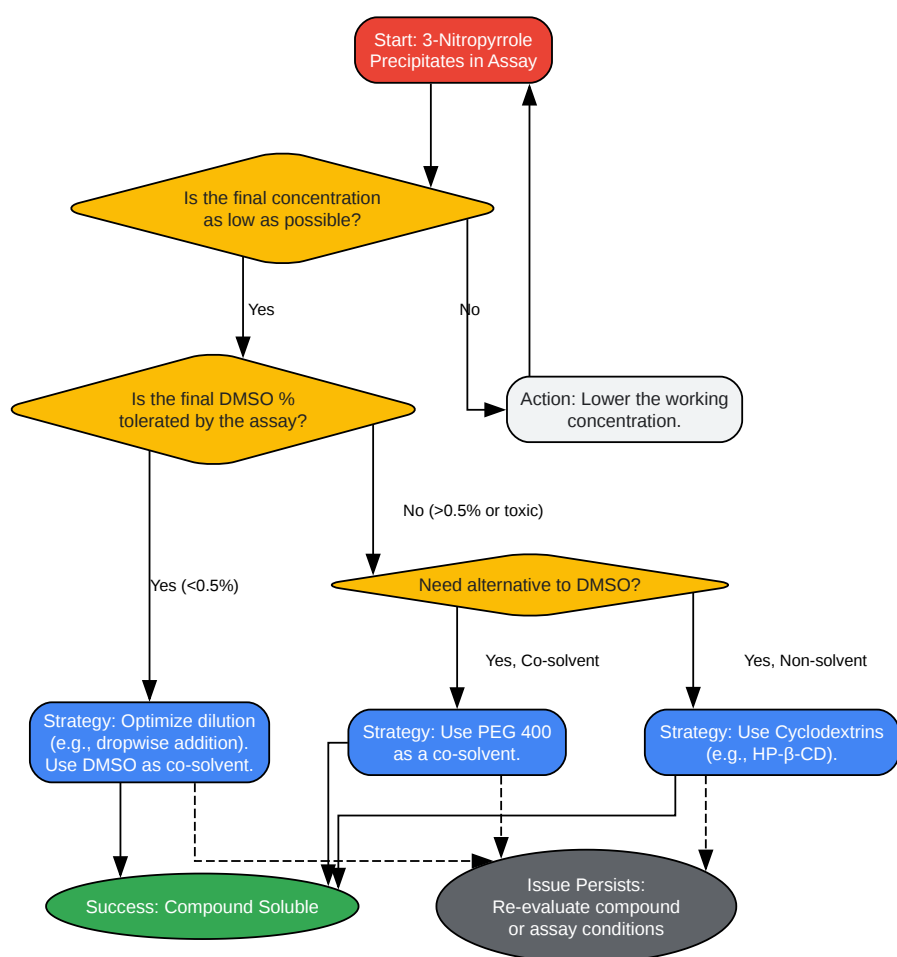 Start: 3-Nitropyrrole
Precipitates in Assay
Is the final concentration
as low as possible?
Yes
No
Is the final DMSO %
tolerated by the assay?
Action: Lower the working
concentration.
No (>0.5% or toxic)
Yes (<0.5%)
Need alternative to DMSO?
Yes, Co-solvent
Yes, Non-solvent
Strategy: Optimize dilution
(e.g., dropwise addition).
Use DMSO as co-solvent.
Strategy: Use PEG 400
as a co-solvent.
Strategy: Use Cyclodextrins
(e.g., HP-β-CD).
Success: Compound Soluble
Issue Persists:
Re-evaluate compound
or assay conditions